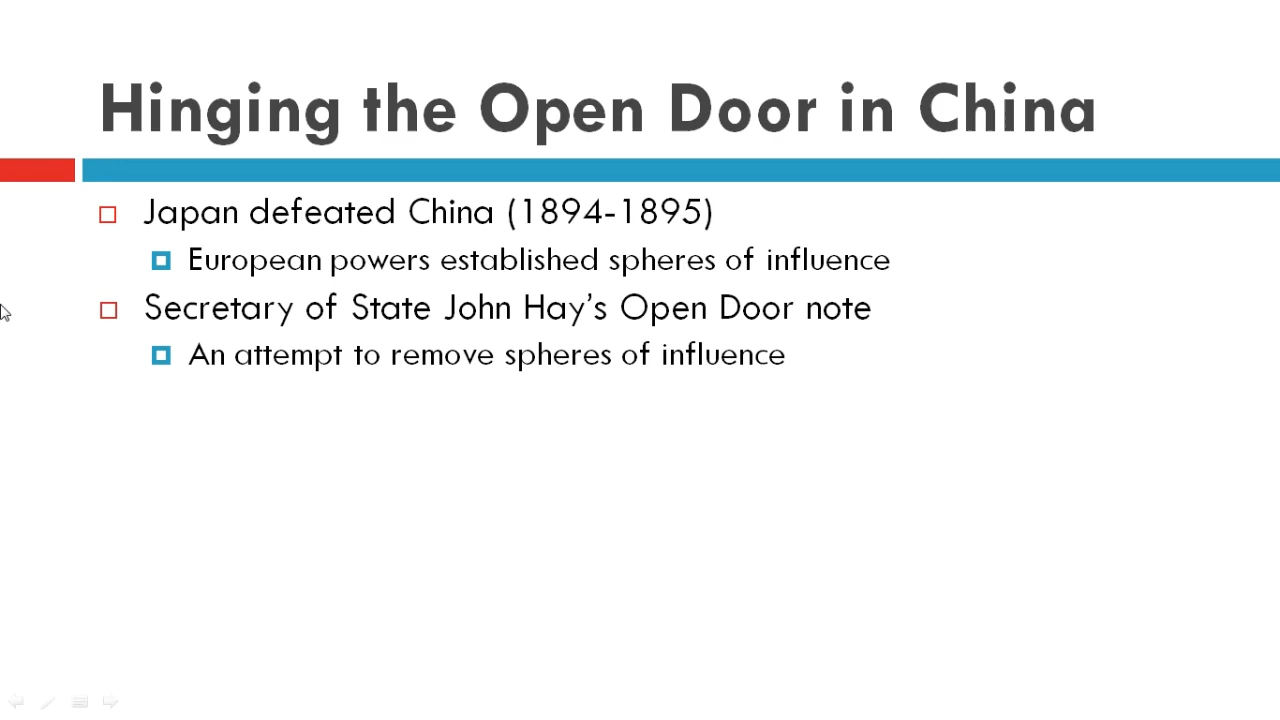 Hinging the Open Door in China
Japan defeated China (1894-1895)
European powers established spheres of influence
Secretary of State John Hay’s Open Door note
An attempt to remove spheres of influence